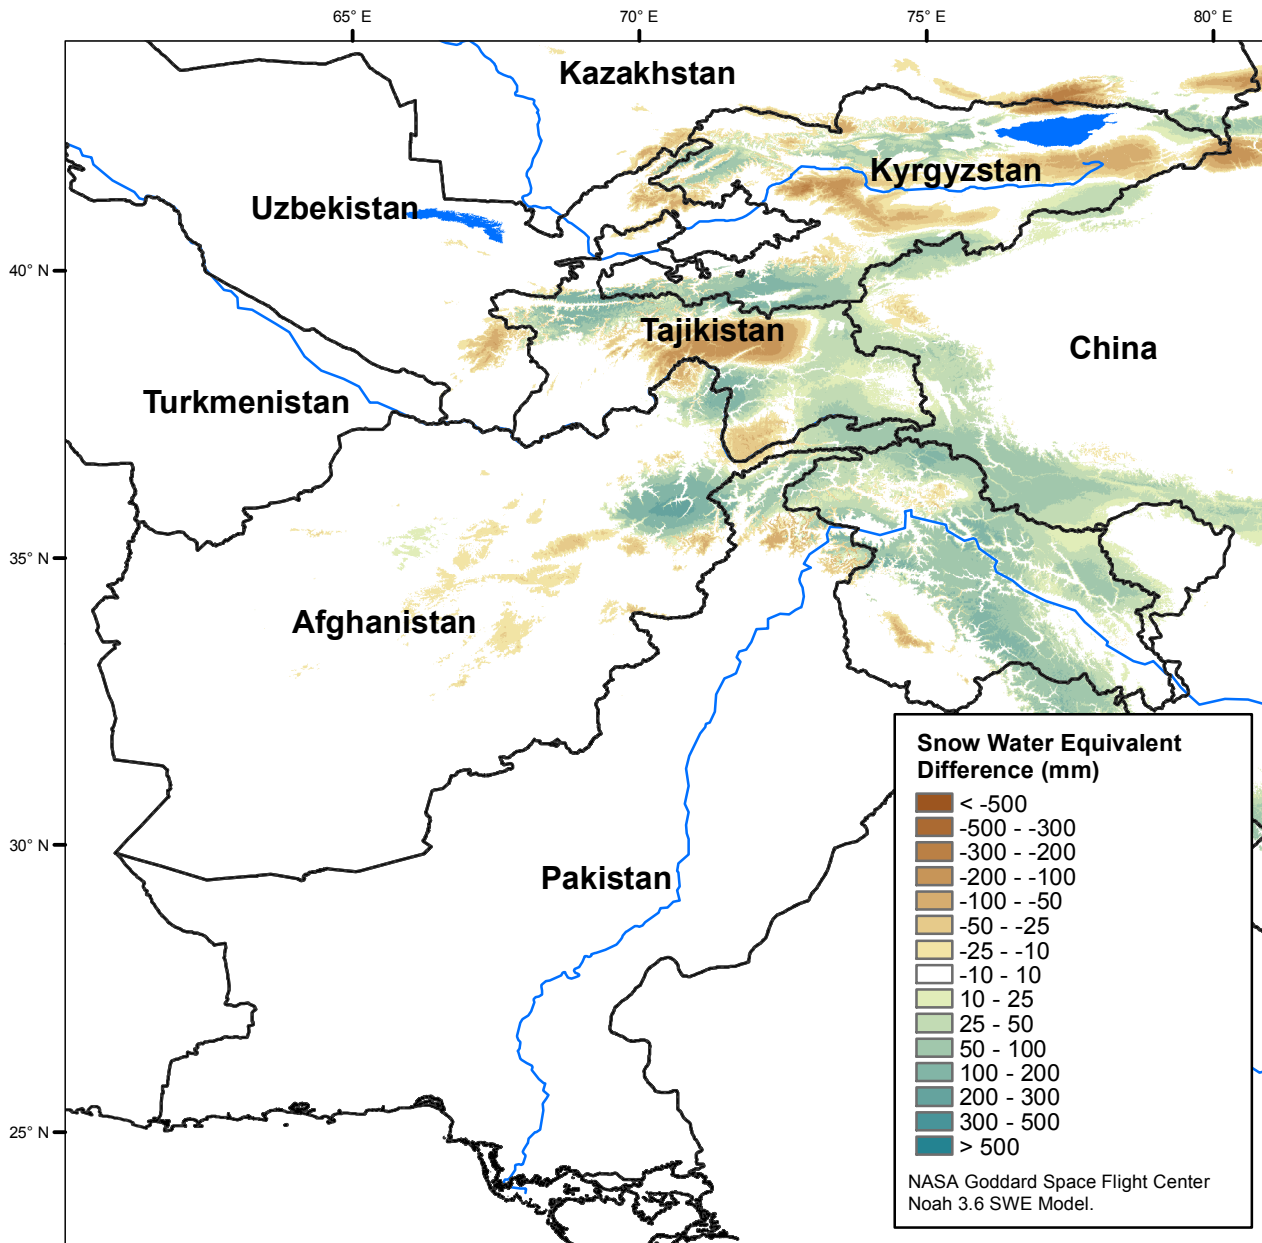 65° E
70° E
75° E
80° E
Kazakhstan
Kyrgyzstan
Uzbekistan
40° N
Tajikistan
China
Turkmenistan
35° N
Afghanistan
Snow Water Equivalent
Difference (mm)
< -500
-500 - -300
-300 - -200
-200 - -100
-100 - -50
-50 - -25
-25 - -10
-10 - 10
10 - 25
25 - 50
50 - 100
100 - 200
200 - 300
300 - 500
> 500
NASA Goddard Space Flight Center
Noah 3.6 SWE Model.
30° N
Pakistan
25° N